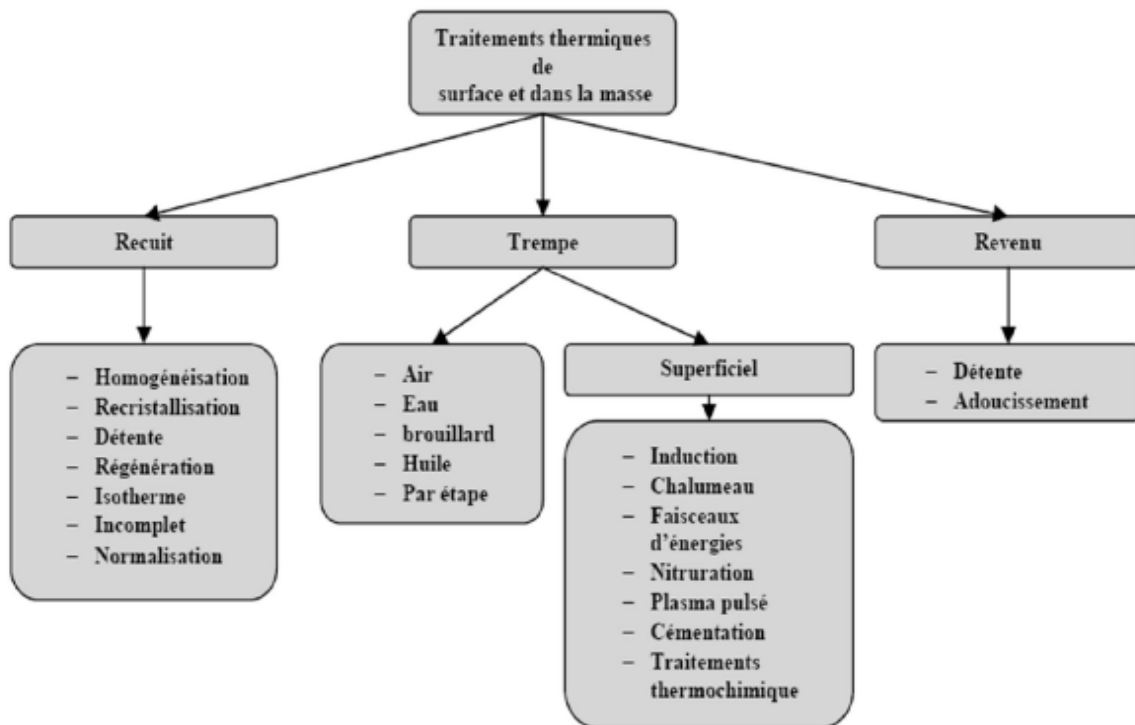 Traitements thermiques
de
surface et dans la masse
Recuit
Trempe
Revenu
– Homogénéisation
– Recristallisation
– Détente
– Régénération
– Isotherme
– Incomplet
– Normalisation
– Air
– Eau
– brouillard
– Huile
– Par étape
Superficiel
– Induction
– Chalumeau
– Faisceaux
d'énergies
– Nitruration
– Plasma pulsé
– Cémentation
– Traitements
thermochimique
– Détente
– Adoucissement